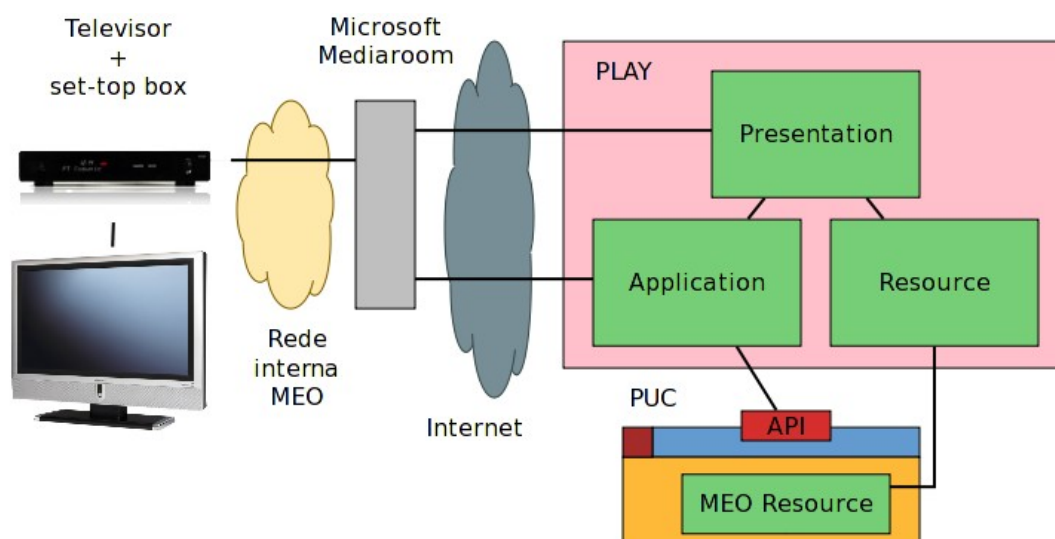 Televisor
+
set-top box
Microsoft
Mediaroom
Rede
interna
MEO
Internet
PLAY
Presentation
Application
Resource
PUC
API
MEO Resource